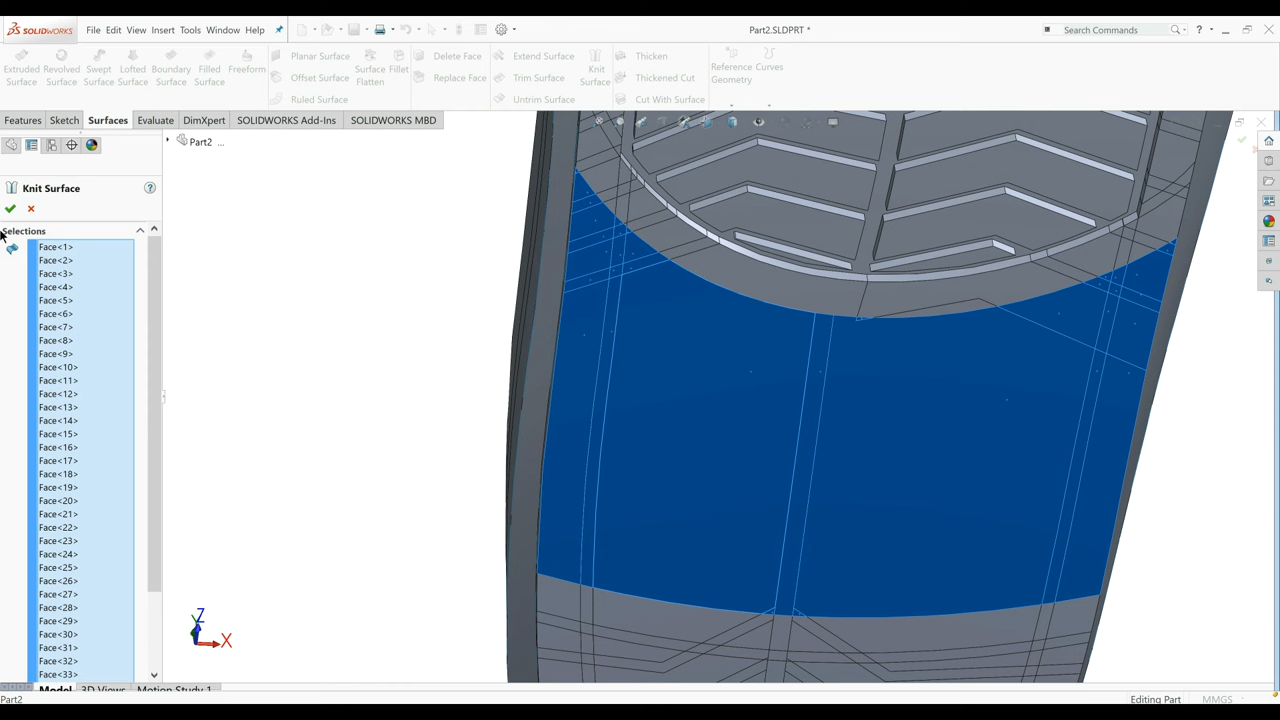 SOLIDWORKS File Edit View Insert Tools Window Help Part2.SLDPRT * Search Commands ?
Extruded Surface
Revolved Surface
Swept Surface
Lofted Surface
Boundary Surface
Filled Surface
Freeform
Planar Surface
Offset Surface
Ruled Surface
Surface Flatten
Fillet
Delete Face
Replace Face
Extend Surface
Trim Surface
Untrim Surface
Knit Surface
Thicken
Thickened Cut
Cut With Surface
Reference Geometry
Curves
Features Sketch Surfaces Evaluate DimXpert SOLIDWORKS Add-Ins SOLIDWORKS MBD
Part2 ...
Knit Surface
Selections
Face<1>
Face<2>
Face<3>
Face<4>
Face<5>
Face<6>
Face<7>
Face<8>
Face<9>
Face<10>
Face<11>
Face<12>
Face<13>
Face<14>
Face<15>
Face<16>
Face<17>
Face<18>
Face<19>
Face<20>
Face<21>
Face<22>
Face<23>
Face<24>
Face<25>
Face<26>
Face<27>
Face<28>
Face<29>
Face<30>
Face<31>
Face<32>
Face<33>
Z
X
Model 3D Views Motion Study 1
Part2 Editing Part MMGS